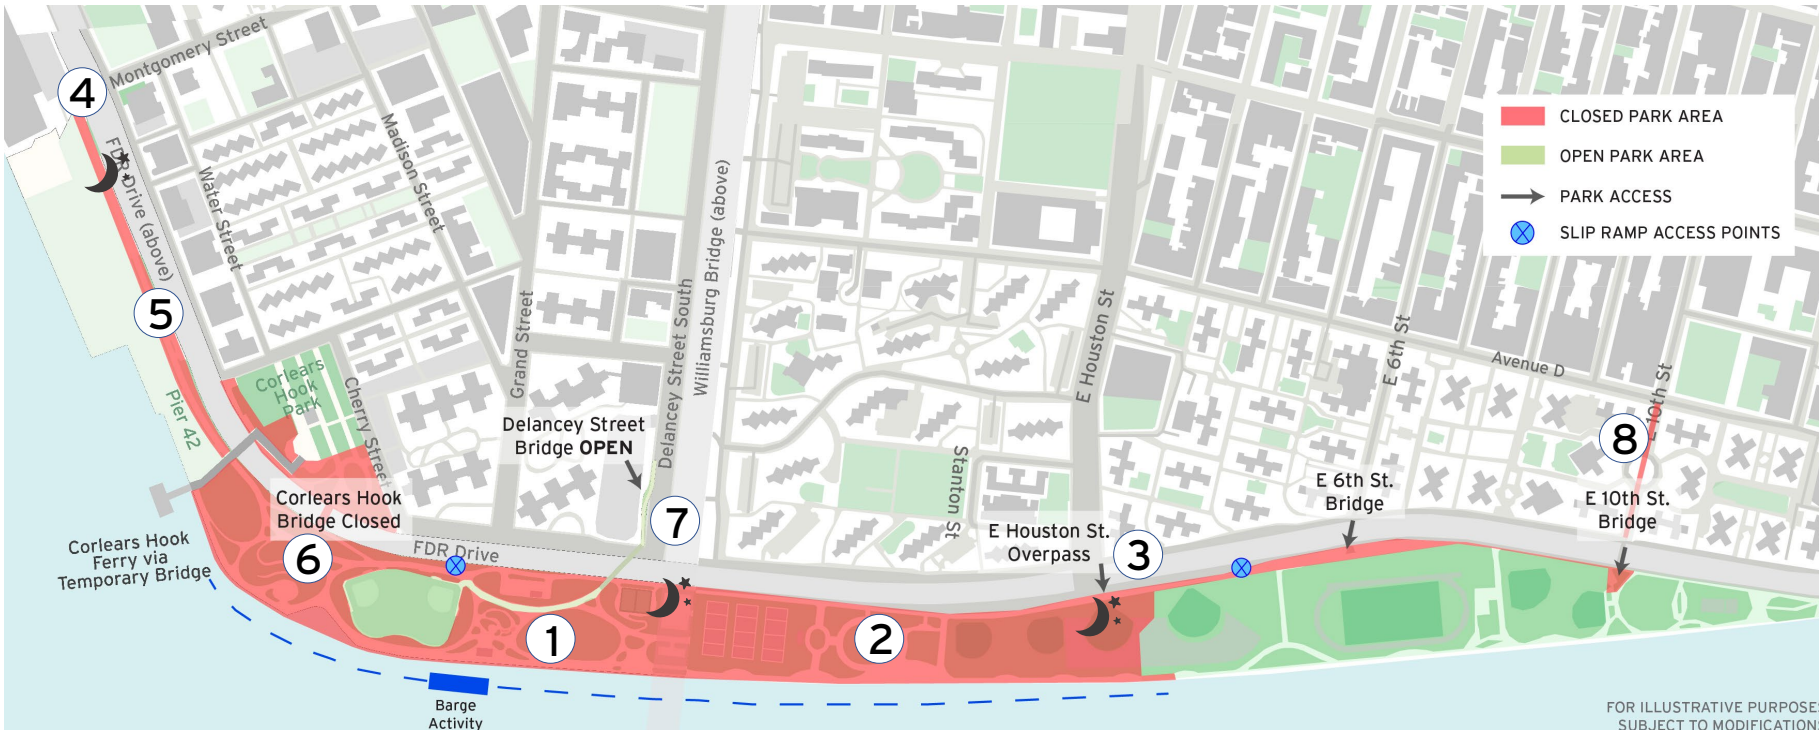 Montgomery Street
4
FDR Drive (above)
Water Street
Madison Street
5
Pier 42
Corlears
Hook
Park
Cherry Street
Grand Street
Delancey Street South
Williamsburg Bridge (above)
Delancey Street
Bridge OPEN
Corlears Hook
Bridge Closed
Corlears Hook
Ferry via
Temporary Bridge
6
FDR Drive
7
1
2
Barge
Activity
Stanton St
E Houston St
E Houston St.
Overpass
3
E 6th St
E 6th St.
Bridge
Avenue D
E 10th St
8
E 10th St.
Bridge
CLOSED PARK AREA
OPEN PARK AREA
PARK ACCESS
SLIP RAMP ACCESS POINTS
FOR ILLUSTRATIVE PURPOSES
SUBJECT TO MODIFICATIONS